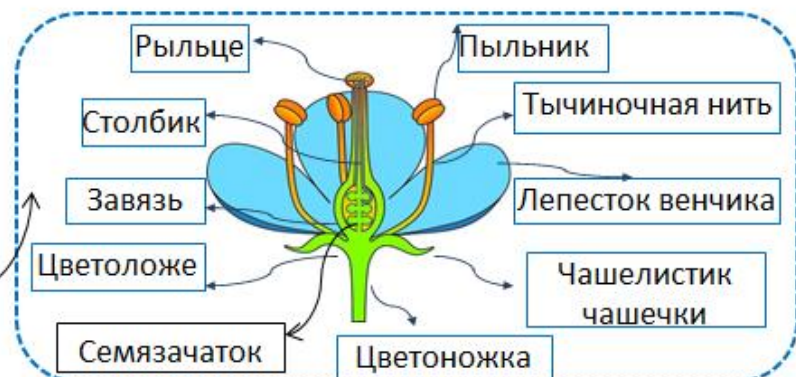 Рыльце
Пыльник
Столбик
Тычиночная нить
Завязь
Лепесток венчика
Цветоложе
Чашелистик
чашечки
Семязачаток
Цветоножка